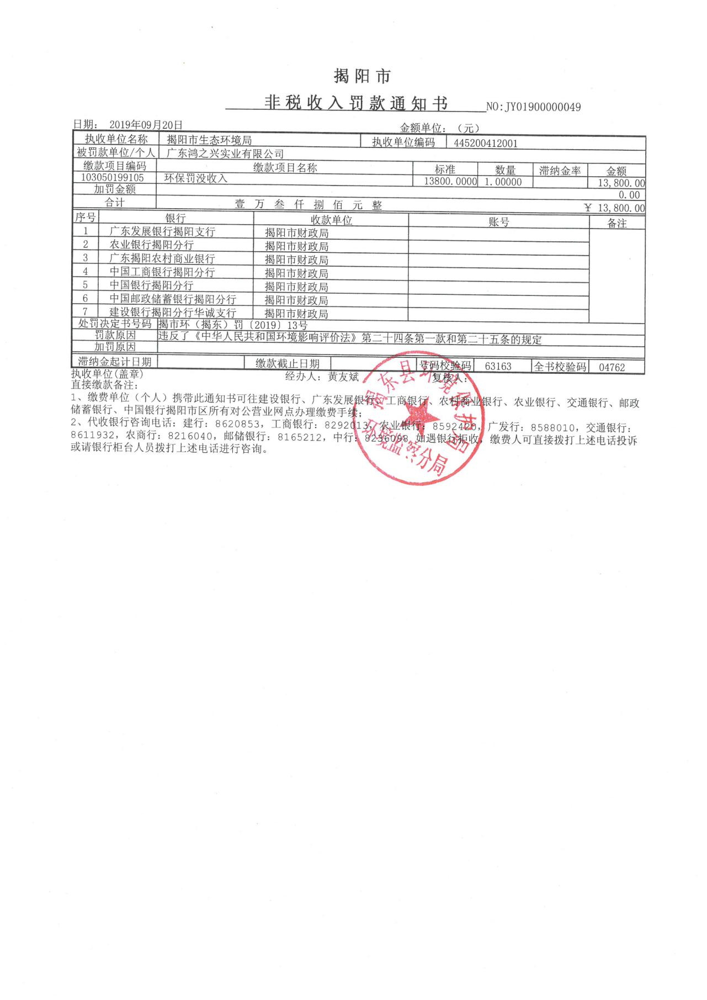 揭阳市
非税收入罚款通知书 NO:JY01900000049
日期: 2019年09月20日 金额单位:(元)
执收单位名称 揭阳市生态环境局 执收单位编码 445200412001
被罚款单位/个人 广东鸿之兴实业有限公司
缴款项目编码 缴款项目名称 标准 数量 滞纳金率 金额
103050199105 环保罚没收入 13800.0000 1.00000 13,800.00
加罚金额 0.00
合计 壹万叁仟捌佰元整 ¥ 13,800.00
序号 银行 收款单位 账号 备注
1 广东发展银行揭阳支行 揭阳市财政局
2 农业银行揭阳分行 揭阳市财政局
3 广东揭阳农村商业银行 揭阳市财政局
4 中国工商银行揭阳分行 揭阳市财政局
5 中国银行揭阳分行 揭阳市财政局
6 中国邮政储蓄银行揭阳分行 揭阳市财政局
7 建设银行揭阳分行华诚支行 揭阳市财政局
处罚决定书号码 揭市环（揭东）罚〔2019〕13号
罚款原因 违反了《中华人民共和国环境影响评价法》第二十四条第一款和第二十五条的规定
加罚原因
滞纳金起计日期 缴款截止日期 号码校验码 63163 全书校验码 04762
执收单位(盖章) 经办人: 黄友斌 复核人:
直接缴款备注:
1、缴费单位（个人）携带此通知书可往建设银行、广东发展银行、工商银行、农村商业银行、农业银行、交通银行、邮政
储蓄银行、中国银行揭阳市区所有对公营业网点办理缴费手续;
2、代收银行咨询电话: 建行: 8620853, 工商银行: 8292013, 农业银行: 8592420, 广发行: 8588010, 交通银行:
8611932, 农商行: 8216040, 邮储银行: 8165212, 中行: 8236098 如遇银行拒收, 缴费人可直接拨打上述电话投诉
或请银行柜台人员拨打上述电话进行咨询。
揭东县环境保护局
环境监察分局